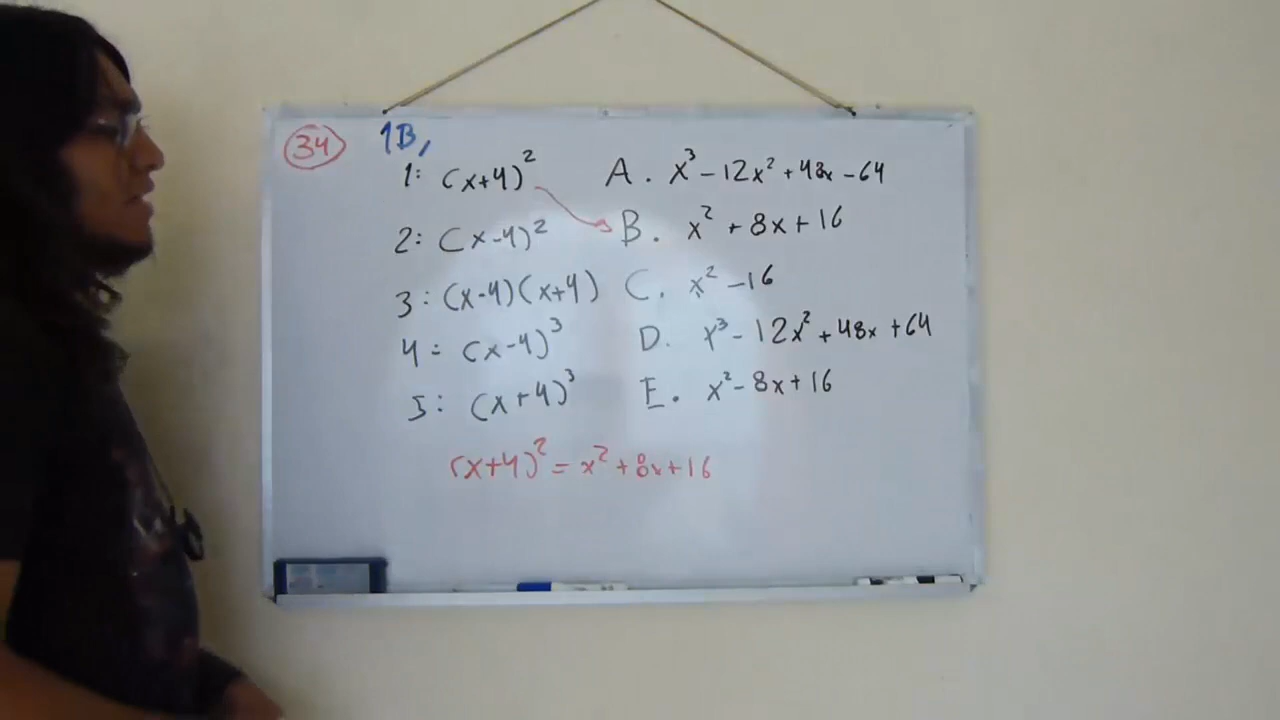 34 1B,
1: (x+4)² A. x³ - 12x² + 48x - 64
2: (x-4)² B. x² + 8x + 16
3: (x-4)(x+4) C. x² - 16
4: (x-4)³ D. x³ - 12x² + 48x + 64
5: (x+4)³ E. x² - 8x + 16
(x+4)² = x² + 8x + 16